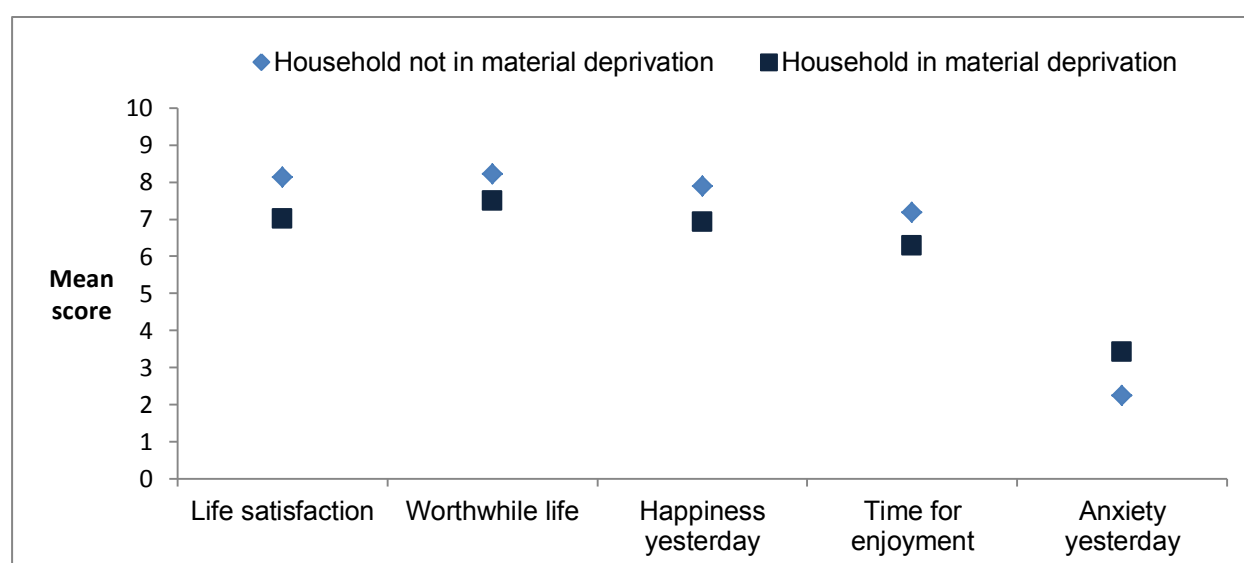 Household not in material deprivation Household in material deprivation
10
9
8
7
6
5
4
3
2
1
0
Mean
score
Life satisfaction Worthwhile life Happiness yesterday Time for enjoyment Anxiety yesterday